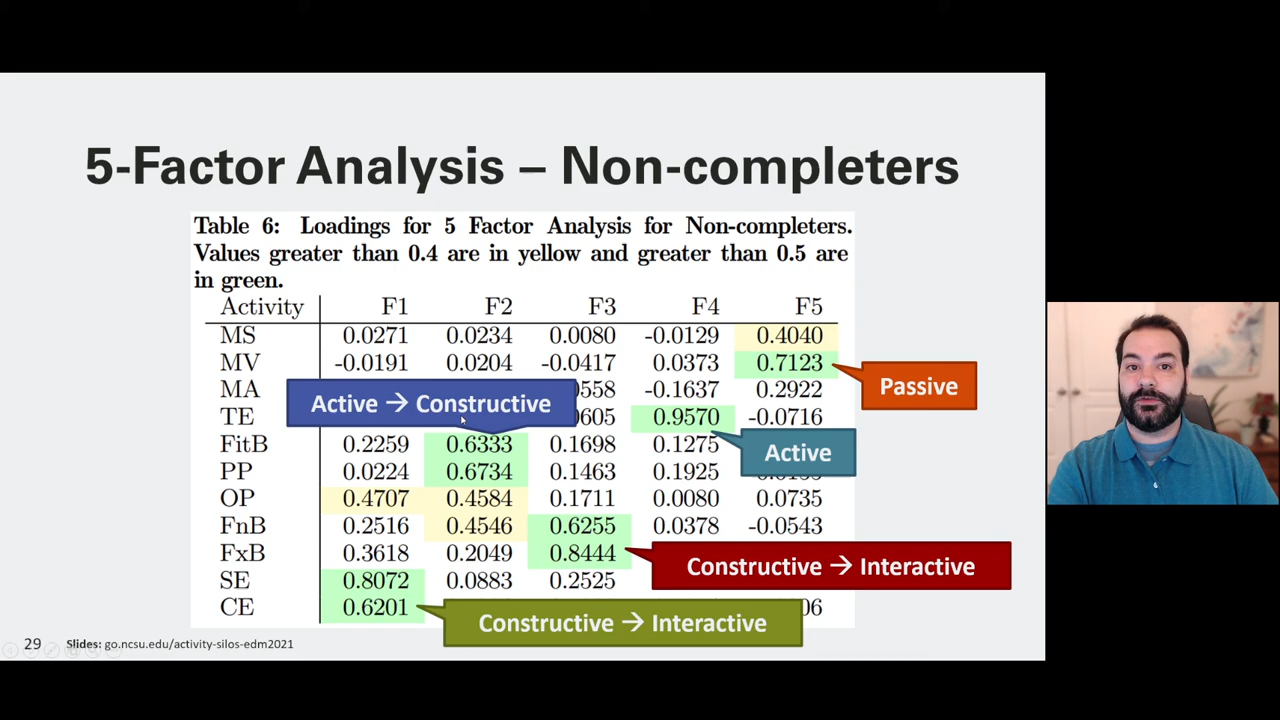 5-Factor Analysis – Non-completers
Table 6: Loadings for 5 Factor Analysis for Non-completers.
Values greater than 0.4 are in yellow and greater than 0.5 are
in green.
Activity F1 F2 F3 F4 F5
MS 0.0271 0.0234 0.0080 -0.0129 0.4040
MV -0.0191 0.0204 -0.0417 0.0373 0.7123
Passive
MA 0558 -0.1637 0.2922
Active → Constructive
TE 0605 0.9570 -0.0716
FitB 0.2259 0.6333 0.1698 0.1275
Active
PP 0.0224 0.6734 0.1463 0.1925
OP 0.4707 0.4584 0.1711 0.0080 0.0735
FnB 0.2516 0.4546 0.6255 0.0378 -0.0543
FxB 0.3618 0.2049 0.8444
Constructive → Interactive
SE 0.8072 0.0883 0.2525
CE 0.6201 06
Constructive → Interactive
29 Slides: go.ncsu.edu/activity-silos-edm2021